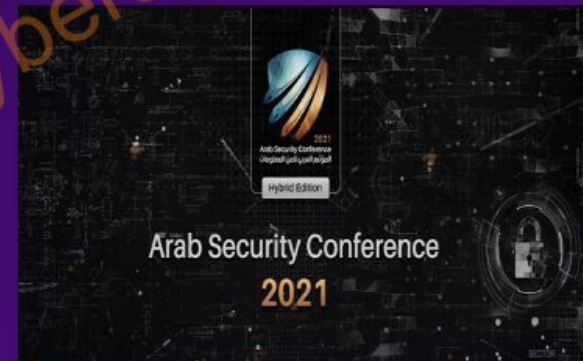 2021
Arab Security Conference
المؤتمر العربي لأمن المعلومات
Hybrid Edition
Arab Security Conference
2021